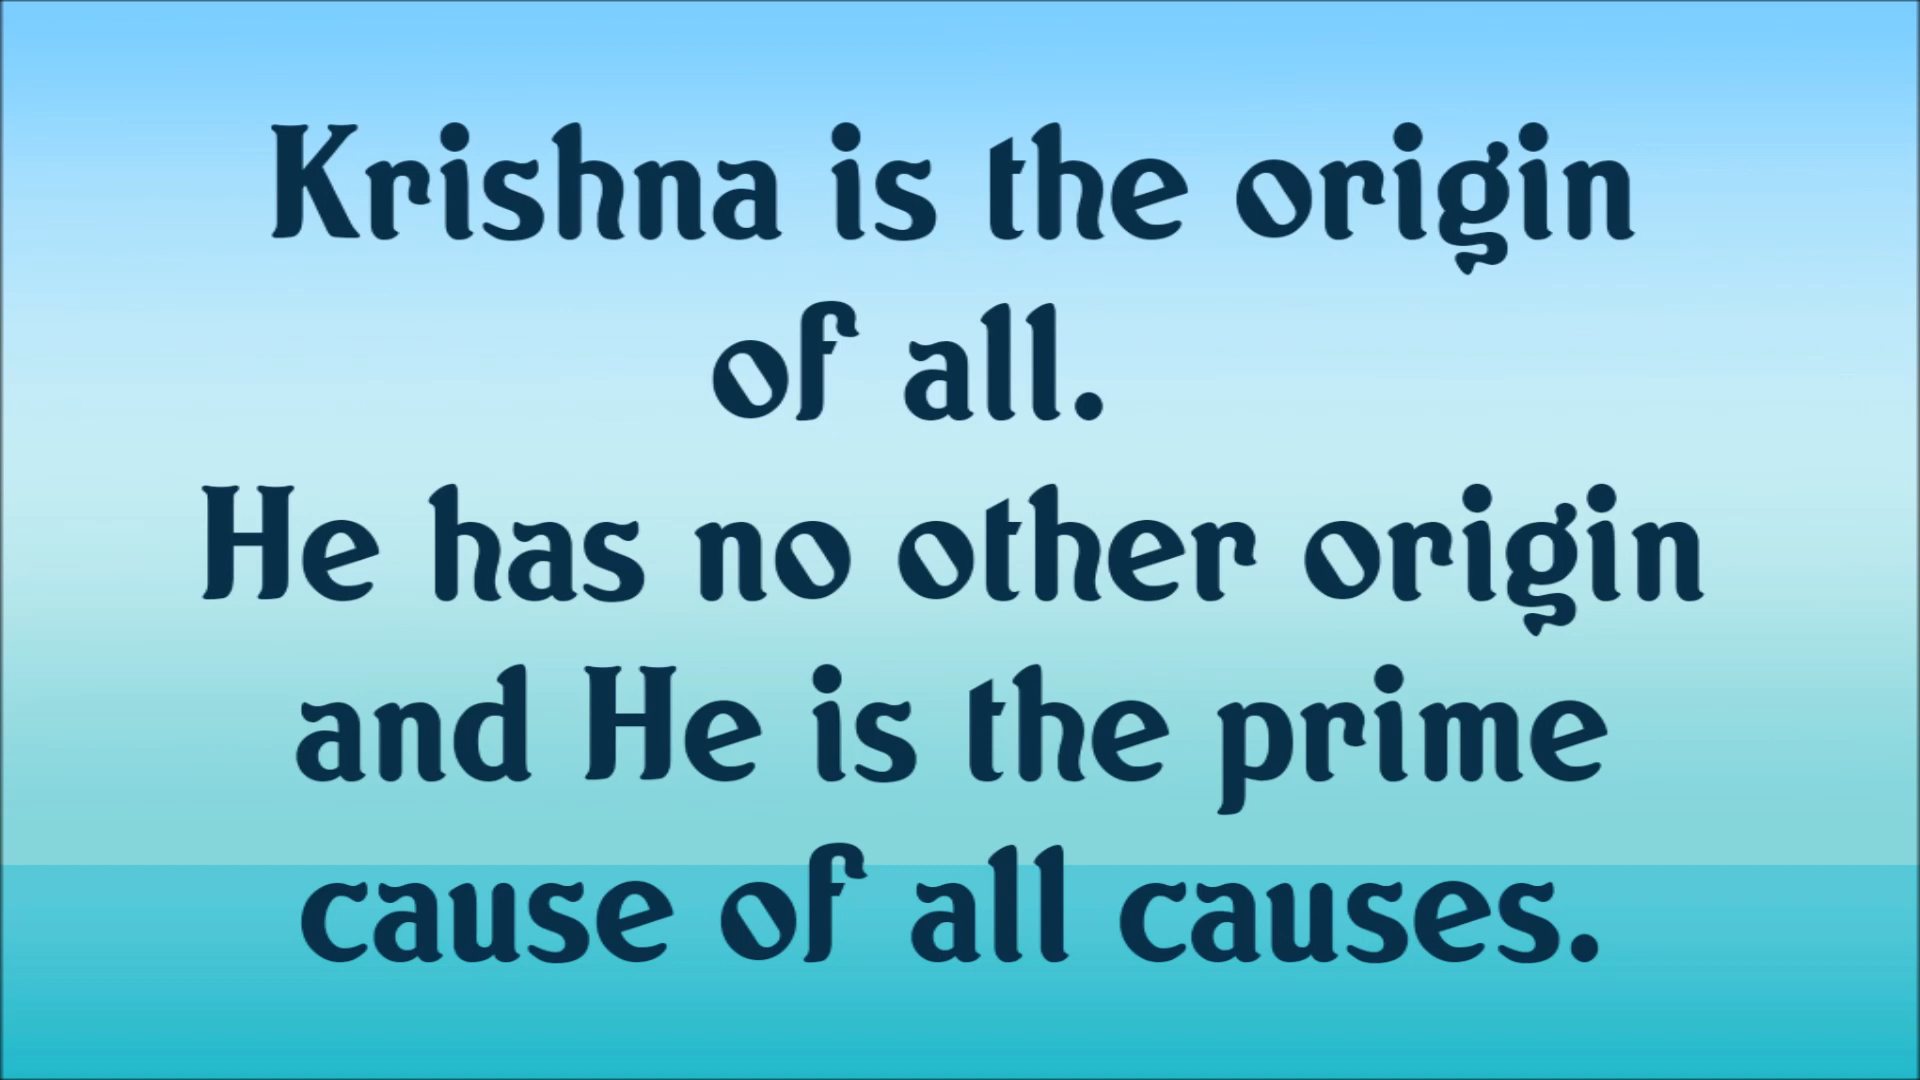 Krishna is the origin
of all.
He has no other origin
and He is the prime
cause of all causes.